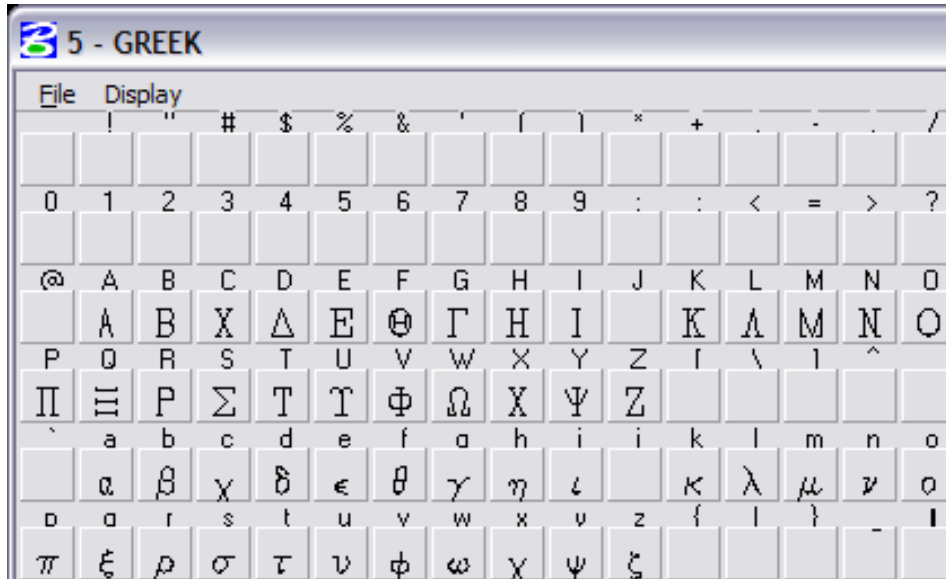 5 - GREEK
File Display
! " # $ % & ' ( ) * + , - . /
0 1 2 3 4 5 6 7 8 9 : ; < = > ?
@ A B C D E F G H I J K L M N O
Α Β Χ Δ Ε Θ Γ Η Ι Κ Λ Μ Ν Ο
P Q R S T U V W X Y Z [ \ ] ^
Π Ξ Ρ Σ Τ ϒ Φ Ω Χ Ψ Ζ
` a b c d e f g h i j k l m n o
α β χ δ ϵ θ γ η ι κ λ μ ν ο
p q r s t u v w x y z { | } _
π ξ ρ σ τ υ ϕ ω χ ψ ζ